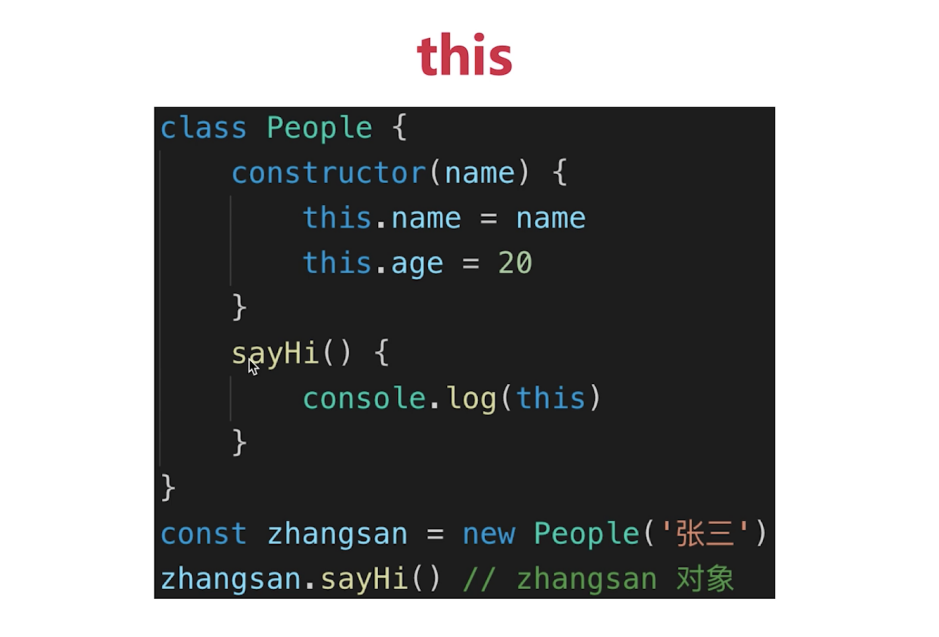 this
class People {
    constructor(name) {
        this.name = name
        this.age = 20
    }
    sayHi() {
        console.log(this)
    }
}
const zhangsan = new People('张三')
zhangsan.sayHi() // zhangsan 对象